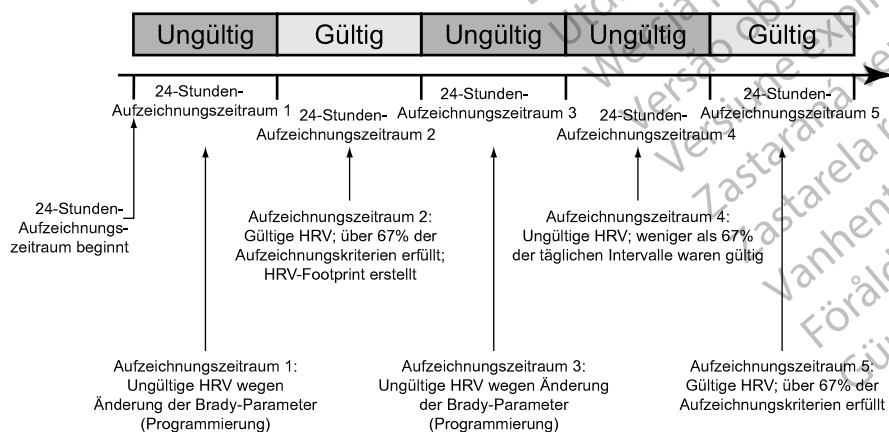 Ungültig Gültig Ungültig Ungültig Gültig
24-Stunden-
Aufzeichnungszeitraum 1
24-Stunden-
Aufzeichnungszeitraum 2
24-Stunden-
Aufzeichnungszeitraum 3
24-Stunden-
Aufzeichnungszeitraum 4
24-Stunden-
Aufzeichnungszeitraum 5
24-Stunden-
Aufzeichnungs-
zeitraum beginnt
Aufzeichnungszeitraum 2:
Gültige HRV; über 67% der
Aufzeichnungskriterien erfüllt;
HRV-Footprint erstellt
Aufzeichnungszeitraum 4:
Ungültige HRV; weniger als 67%
der täglichen Intervalle waren gültig
Aufzeichnungszeitraum 1:
Ungültige HRV wegen
Änderung der Brady-Parameter
(Programmierung)
Aufzeichnungszeitraum 3:
Ungültige HRV wegen Änderung
der Brady-Parameter
(Programmierung)
Aufzeichnungszeitraum 5:
Gültige HRV; über 67% der
Aufzeichnungskriterien erfüllt
Versão
Versiune
Zastaraná
Zastarela